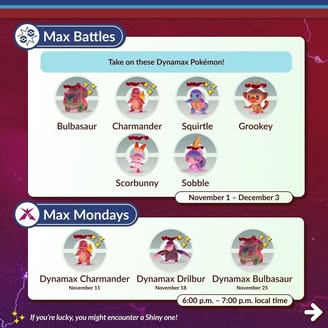 Max Battles
Take on these Dynamax Pokémon!
Bulbasaur
Charmander
Squirtle
Grookey
Scorbunny
Sobble
November 1 – December 3
Max Mondays
Dynamax Charmander
November 11
Dynamax Drilbur
November 18
Dynamax Bulbasaur
November 25
6:00 p.m. – 7:00 p.m. local time
If you're lucky, you might encounter a Shiny one!